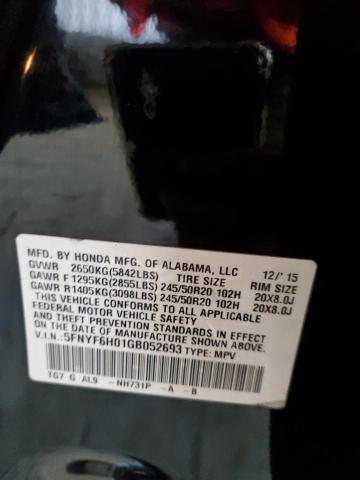 MFD. BY HONDA MFG. OF ALABAMA, LLC 12/'15
GVWR 2650KG(5842LBS) TIRE SIZE RIM SIZE
GAWR F 1295KG(2855LBS) 245/50R20 102H 20X8.0J
GAWR R1405KG(3098LBS) 245/50R20 102H 20X8.0J
THIS VEHICLE CONFORMS TO ALL APPLICABLE
FEDERAL MOTOR VEHICLE SAFETY
AND THEFT PREVENTION STANDARDS IN EFFECT
ON THE DATE OF MANUFACTURE SHOWN ABOVE.
V.I.N.:5FNYF6H01GB052693 TYPE: MPV
TG7 G AL9 -NH731P -A -B